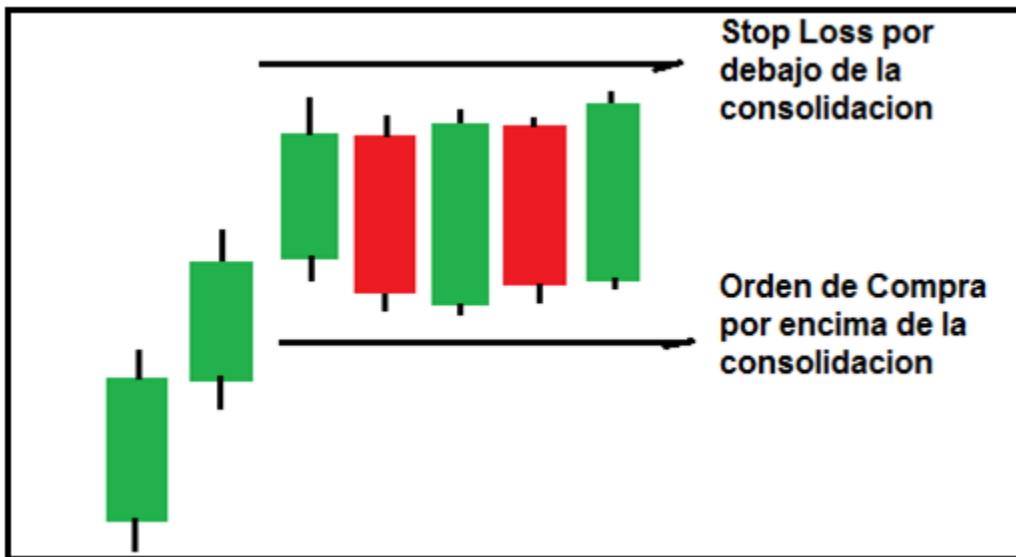 Stop Loss por
debajo de la
consolidacion
Orden de Compra
por encima de la
consolidacion